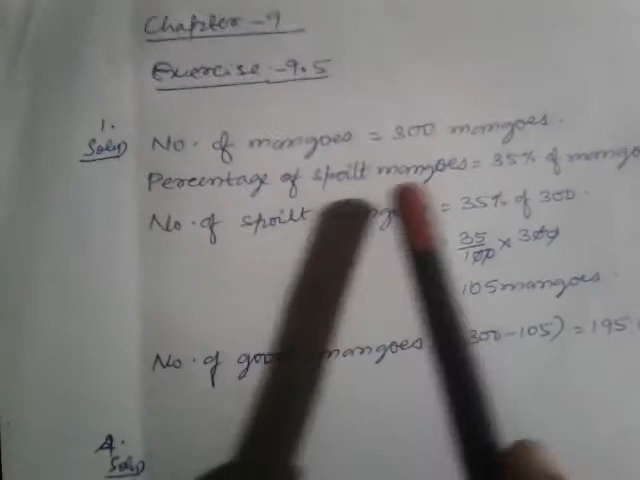 Chapter-9
Exercise-9.5
1.
Soln) No. of mangoes = 300 mangoes.
Percentage of spoilt mangoes = 35% of mango
No. of spoilt = 35% of 300.
35/100 × 300
105 mangoes.
No. of mangoes 300-105) = 195
4.
Soln)